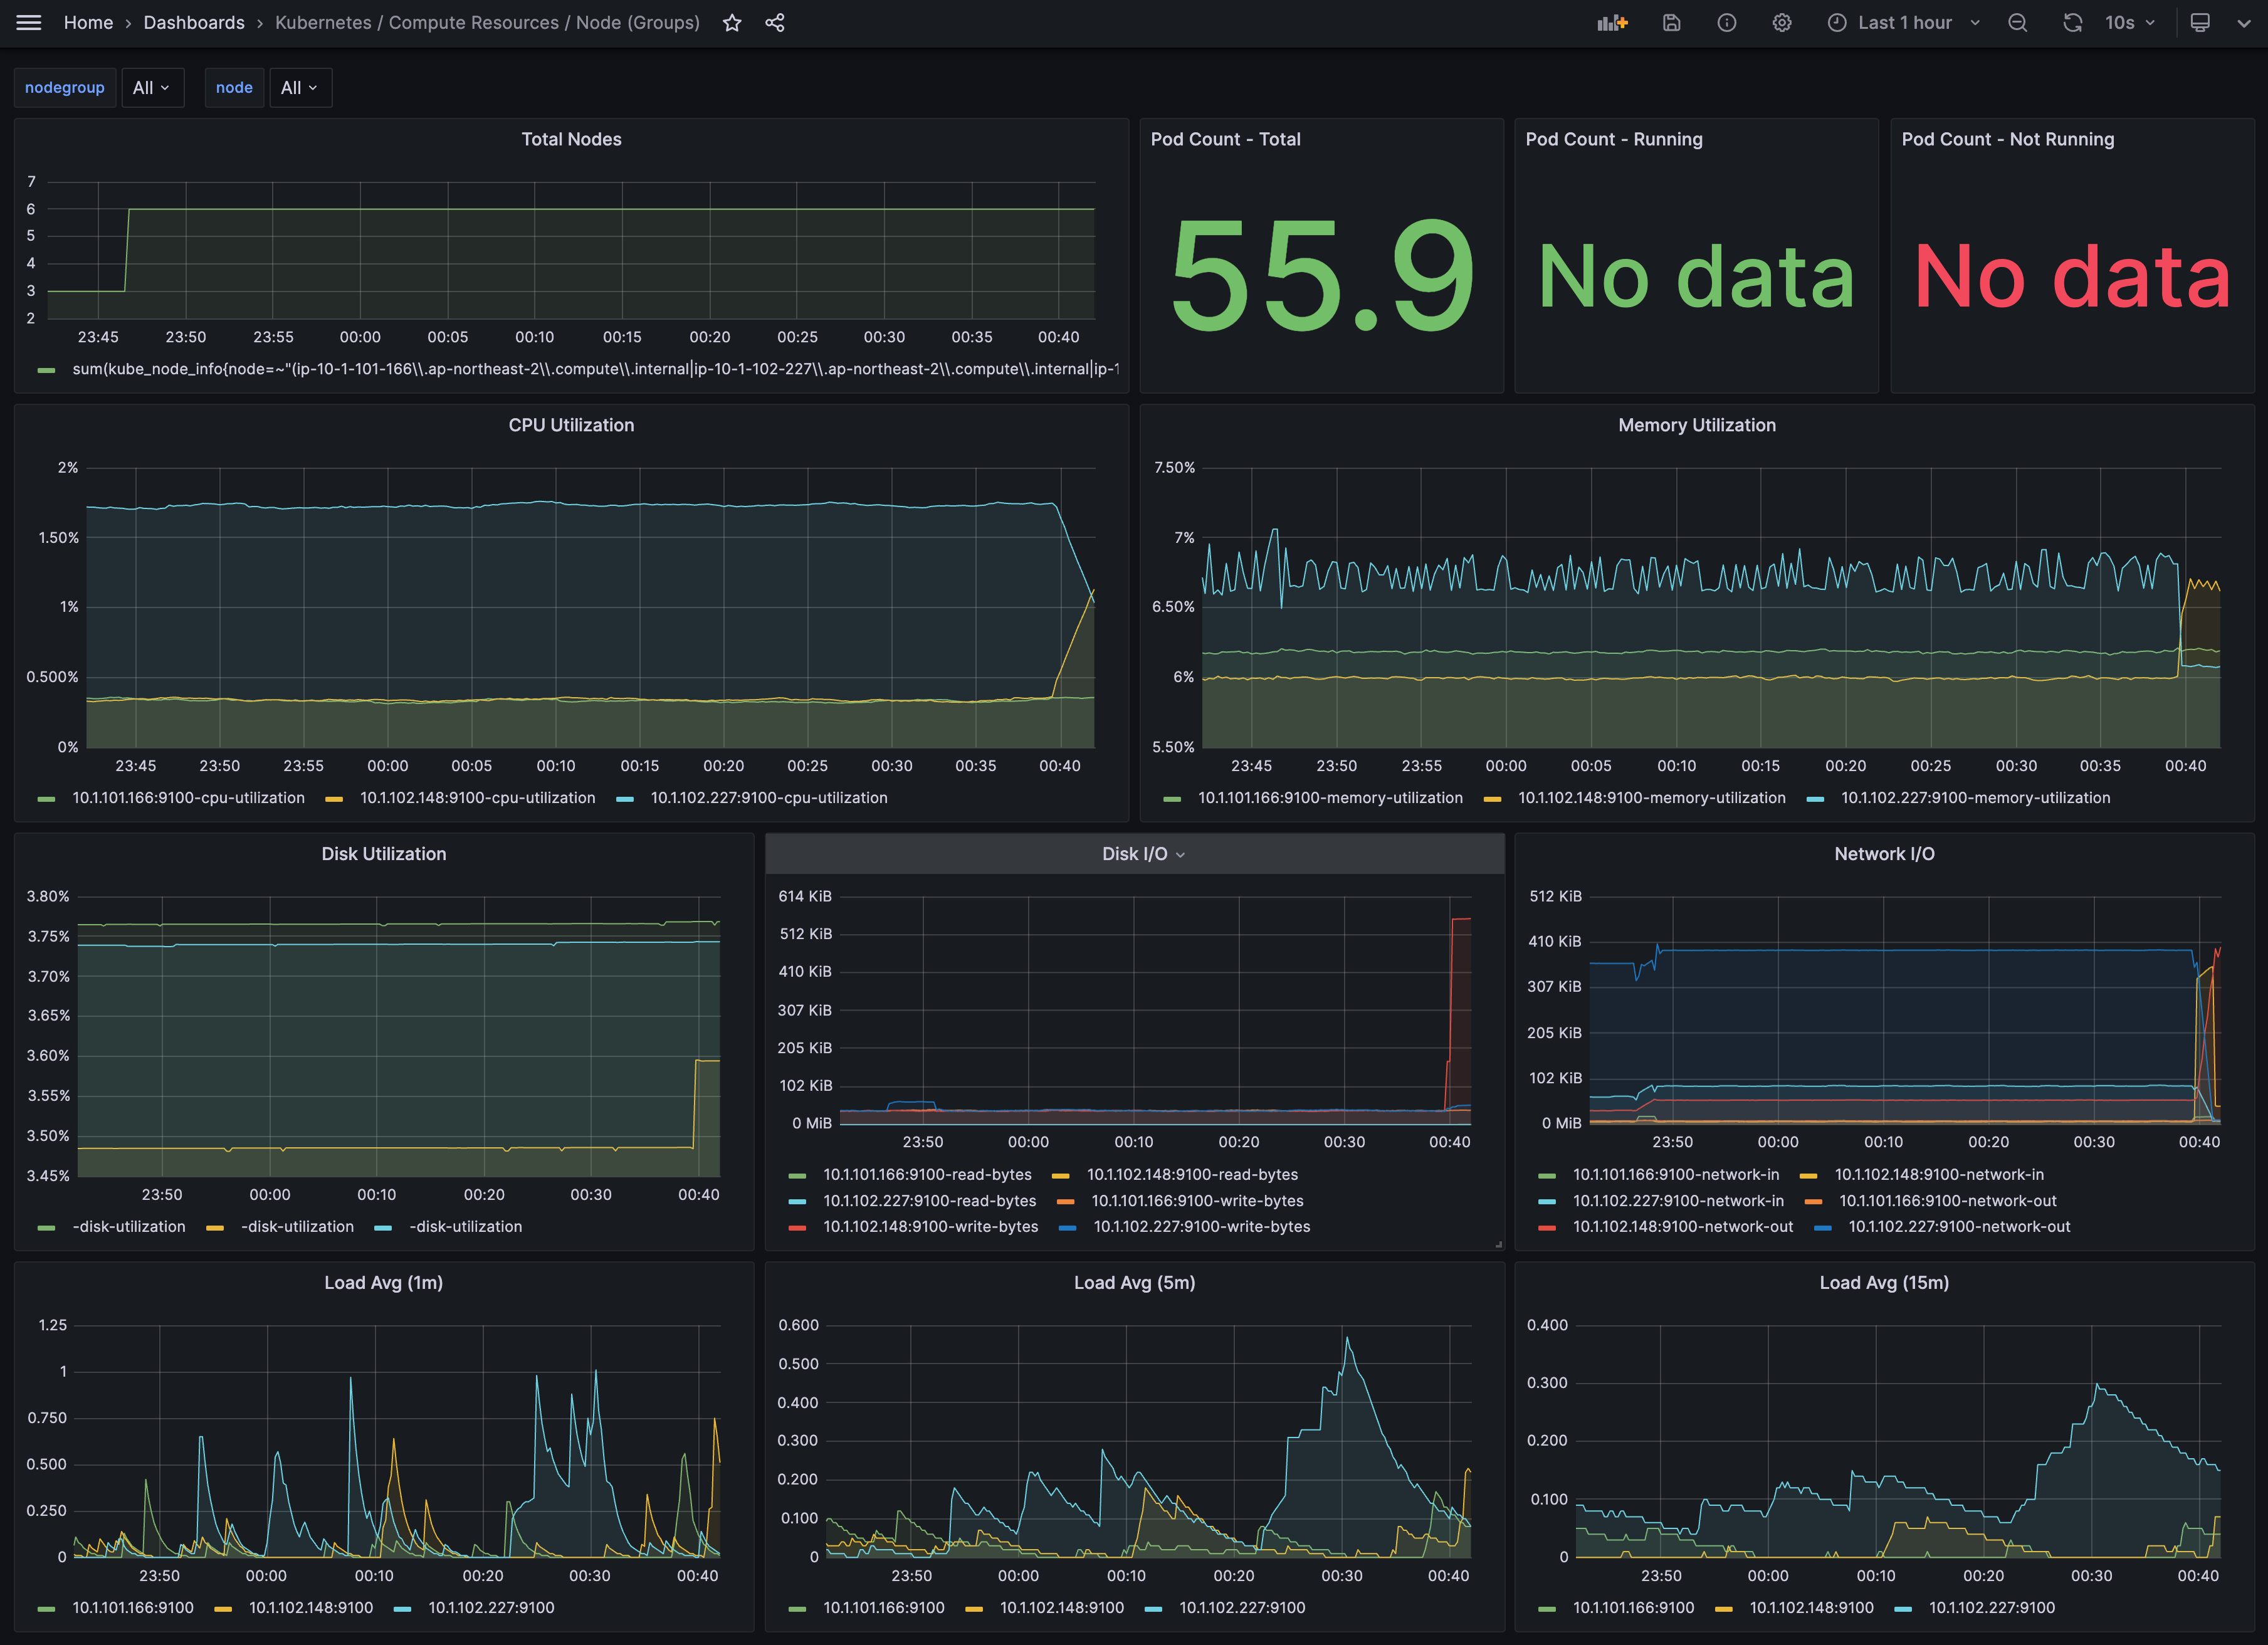 Home › Dashboards › Kubernetes / Compute Resources / Node (Groups) Last 1 hour 10s
nodegroup All node All
Total Nodes
7
6
5
4
3
2
23:45 23:50 23:55 00:00 00:05 00:10 00:15 00:20 00:25 00:30 00:35 00:40
sum(kube_node_info{node=~"(ip-10-1-101-166\\.ap-northeast-2\\.compute\\.internal|ip-10-1-102-227\\.ap-northeast-2\\.compute\\.internal|ip-1
Pod Count - Total
55.9
Pod Count - Running
No data
Pod Count - Not Running
No data
CPU Utilization
2%
1.50%
1%
0.500%
0%
23:45 23:50 23:55 00:00 00:05 00:10 00:15 00:20 00:25 00:30 00:35 00:40
10.1.101.166:9100-cpu-utilization 10.1.102.148:9100-cpu-utilization 10.1.102.227:9100-cpu-utilization
Memory Utilization
7.50%
7%
6.50%
6%
5.50%
23:45 23:50 23:55 00:00 00:05 00:10 00:15 00:20 00:25 00:30 00:35 00:40
10.1.101.166:9100-memory-utilization 10.1.102.148:9100-memory-utilization 10.1.102.227:9100-memory-utilization
Disk Utilization
3.80%
3.75%
3.70%
3.65%
3.60%
3.55%
3.50%
3.45%
23:50 00:00 00:10 00:20 00:30 00:40
-disk-utilization -disk-utilization -disk-utilization
Disk I/O
614 KiB
512 KiB
410 KiB
307 KiB
205 KiB
102 KiB
0 MiB
23:50 00:00 00:10 00:20 00:30 00:40
10.1.101.166:9100-read-bytes 10.1.102.148:9100-read-bytes
10.1.102.227:9100-read-bytes 10.1.101.166:9100-write-bytes
10.1.102.148:9100-write-bytes 10.1.102.227:9100-write-bytes
Network I/O
512 KiB
410 KiB
307 KiB
205 KiB
102 KiB
0 MiB
23:50 00:00 00:10 00:20 00:30 00:40
10.1.101.166:9100-network-in 10.1.102.148:9100-network-in
10.1.102.227:9100-network-in 10.1.101.166:9100-network-out
10.1.102.148:9100-network-out 10.1.102.227:9100-network-out
Load Avg (1m)
1.25
1
0.750
0.500
0.250
0
23:50 00:00 00:10 00:20 00:30 00:40
10.1.101.166:9100 10.1.102.148:9100 10.1.102.227:9100
Load Avg (5m)
0.600
0.500
0.400
0.300
0.200
0.100
0
23:50 00:00 00:10 00:20 00:30 00:40
10.1.101.166:9100 10.1.102.148:9100 10.1.102.227:9100
Load Avg (15m)
0.400
0.300
0.200
0.100
0
23:50 00:00 00:10 00:20 00:30 00:40
10.1.101.166:9100 10.1.102.148:9100 10.1.102.227:9100